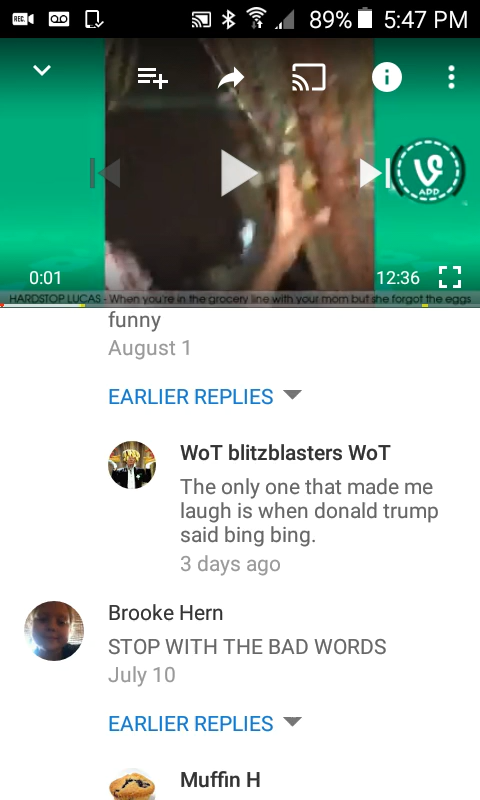 REC
89% 5:47 PM
APP
0:01
12:36
HARDSTOP LUCAS - When you're in the grocery line with your mom but she forgot the eggs
funny
August 1
EARLIER REPLIES
WoT blitzblasters WoT
The only one that made me
laugh is when donald trump
said bing bing.
3 days ago
Brooke Hern
STOP WITH THE BAD WORDS
July 10
EARLIER REPLIES
Muffin H